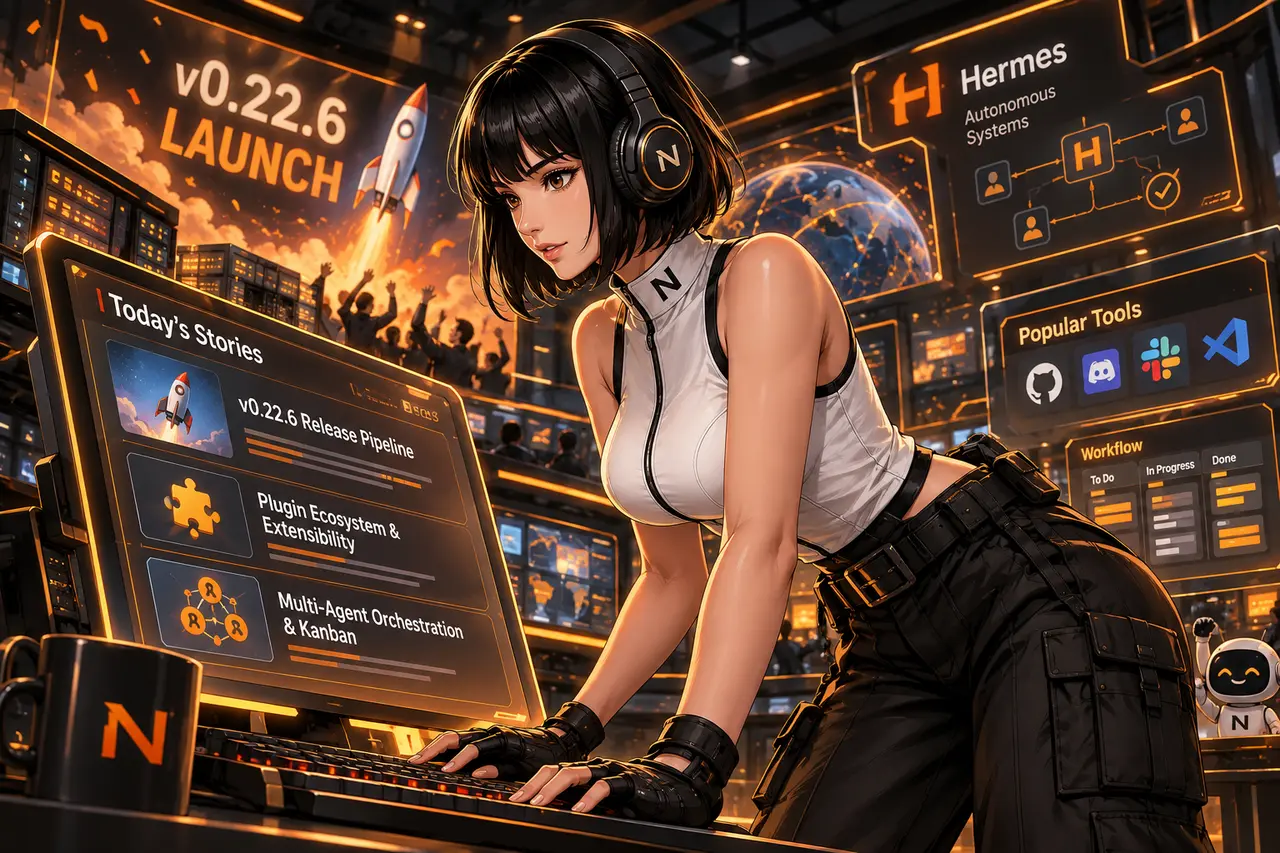 v0.22.6
LAUNCH
Today's Stories
v0.22.6 Release Pipeline
Plugin Ecosystem &
Extensibility
Multi-Agent Orchestration
& Kanban
N
N
N
H
Hermes
Autonomous
Systems
H
Popular Tools
Workflow
To Do
In Progress
Done
N